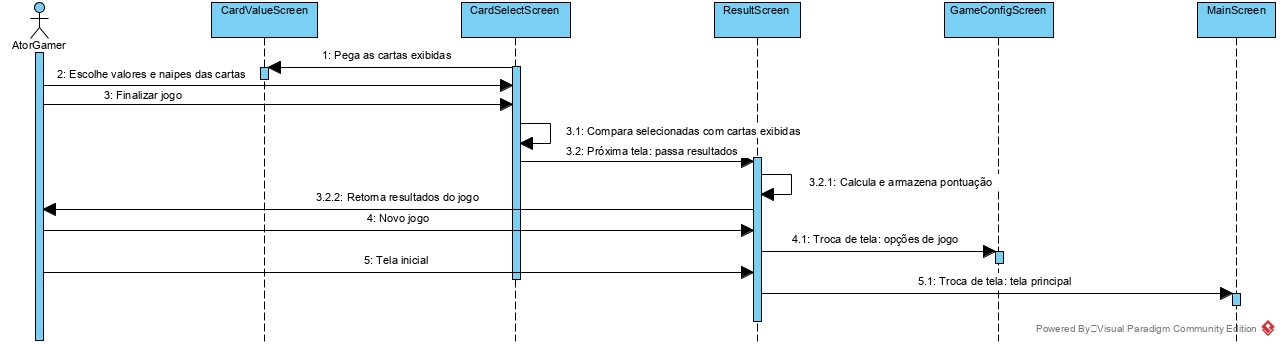 CardValueScreen
CardSelectScreen
ResultScreen
GameConfigScreen
MainScreen
AtorGamer
1: Pega as cartas exibidas
2: Escolhe valores e naipes das cartas
3: Finalizar jogo
3.1: Compara selecionadas com cartas exibidas
3.2: Próxima tela: passa resultados
3.2.1: Calcula e armazena pontuação
3.2.2: Retorna resultados do jogo
4: Novo jogo
4.1: Troca de tela: opções de jogo
5: Tela inicial
5.1: Troca de tela: tela principal
Powered By Visual Paradigm Community Edition